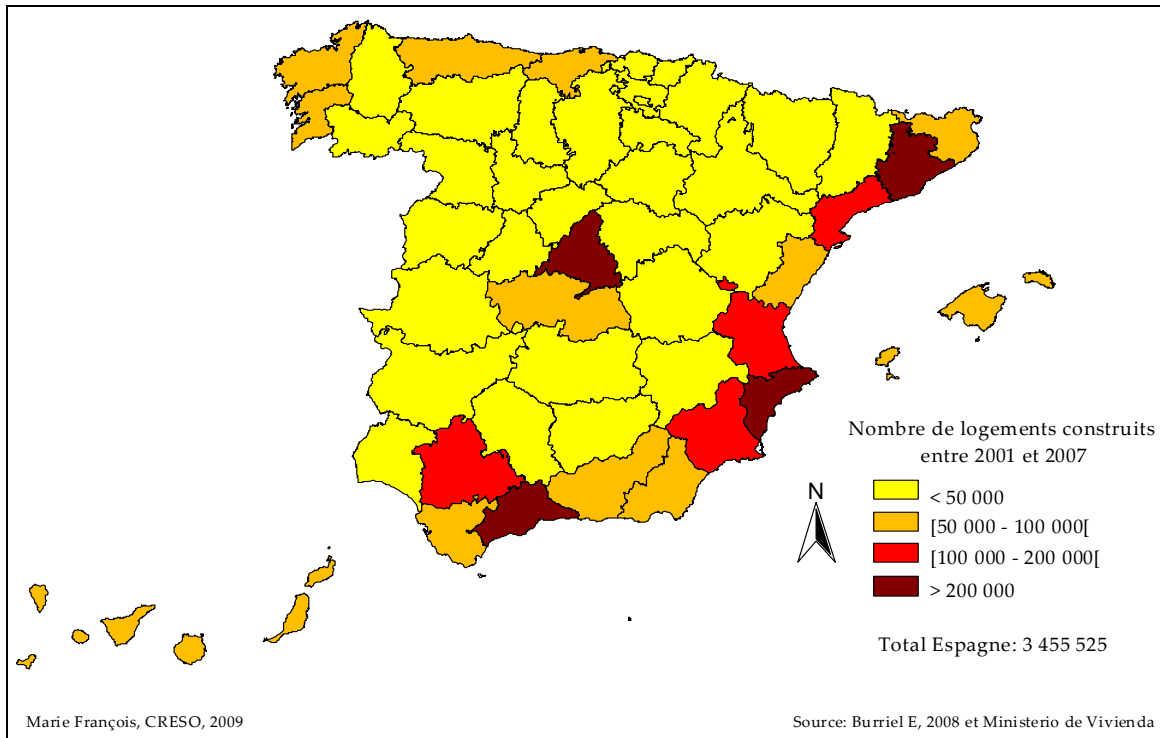 Nombre de logements construits
entre 2001 et 2007
N
< 50 000
[50 000 - 100 000[
[100 000 - 200 000[
> 200 000
Total Espagne: 3 455 525
Marie François, CRESO, 2009
Source: Burriel E, 2008 et Ministerio de Vivienda